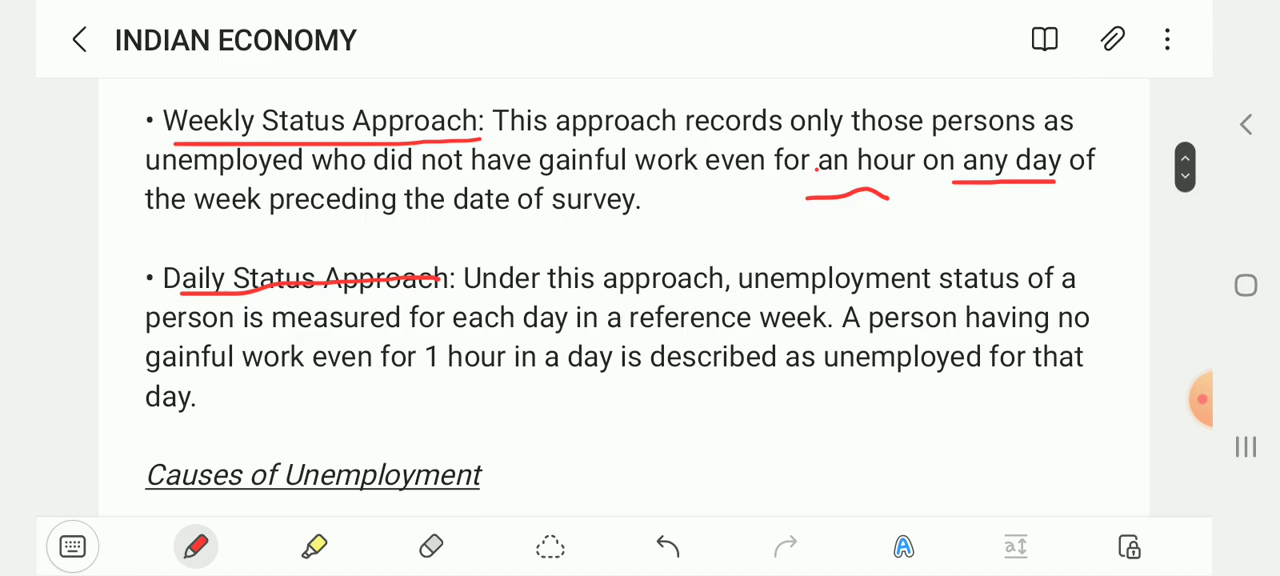 INDIAN ECONOMY
• Weekly Status Approach: This approach records only those persons as
unemployed who did not have gainful work even for an hour on any day of
the week preceding the date of survey.
• Daily Status Approach: Under this approach, unemployment status of a
person is measured for each day in a reference week. A person having no
gainful work even for 1 hour in a day is described as unemployed for that
day.
Causes of Unemployment